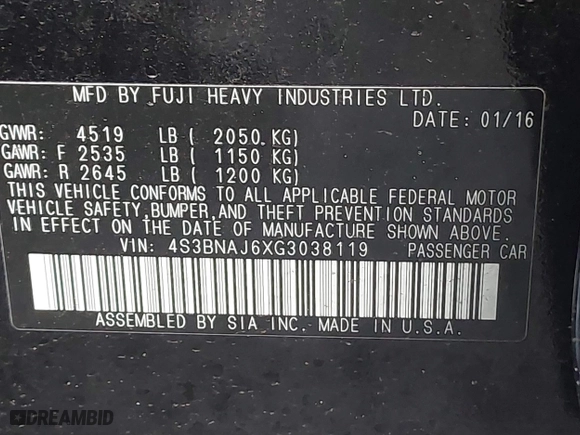 MFD BY FUJI HEAVY INDUSTRIES LTD.
DATE: 01/16
GVWR: 4519 LB ( 2050 KG)
GAWR: F 2535 LB ( 1150 KG)
GAWR: R 2645 LB ( 1200 KG)
THIS VEHICLE CONFORMS TO ALL APPLICABLE FEDERAL MOTOR
VEHICLE SAFETY, BUMPER, AND THEFT PREVENTION STANDARDS
IN EFFECT ON THE DATE OF MANUFACTURE SHOWN ABOVE.
VIN: 4S3BNAJ6XG3038119 PASSENGER CAR
ASSEMBLED BY SIA INC. MADE IN U.S.A.
DREAMBID